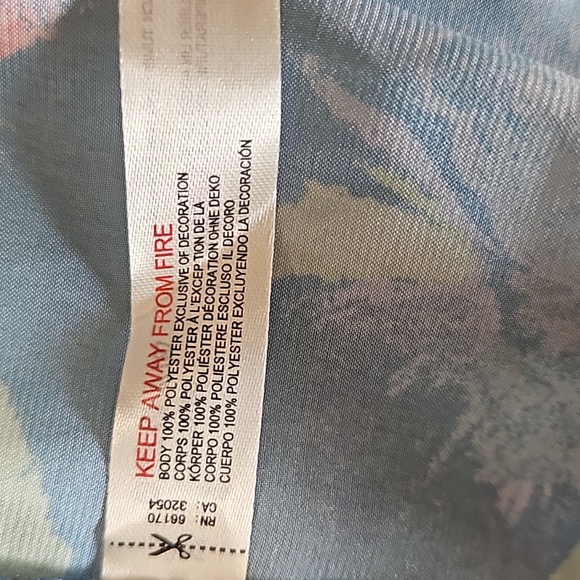 KEEP AWAY FROM FIRE
BODY 100% POLYESTER EXCLUSIVE OF DECORATION
CORPS 100% POLYESTER À L'EXCEPTION DE LA
KÖRPER 100% POLIÉSTER DÉCORATION OHNE DEKO
CORPO 100% POLIESTERE ESCLUSO IL DECORO
CUERPO 100% POLYESTER EXCLUYENDO LA DECORACIÓN
RN: 66170
CA: 32054